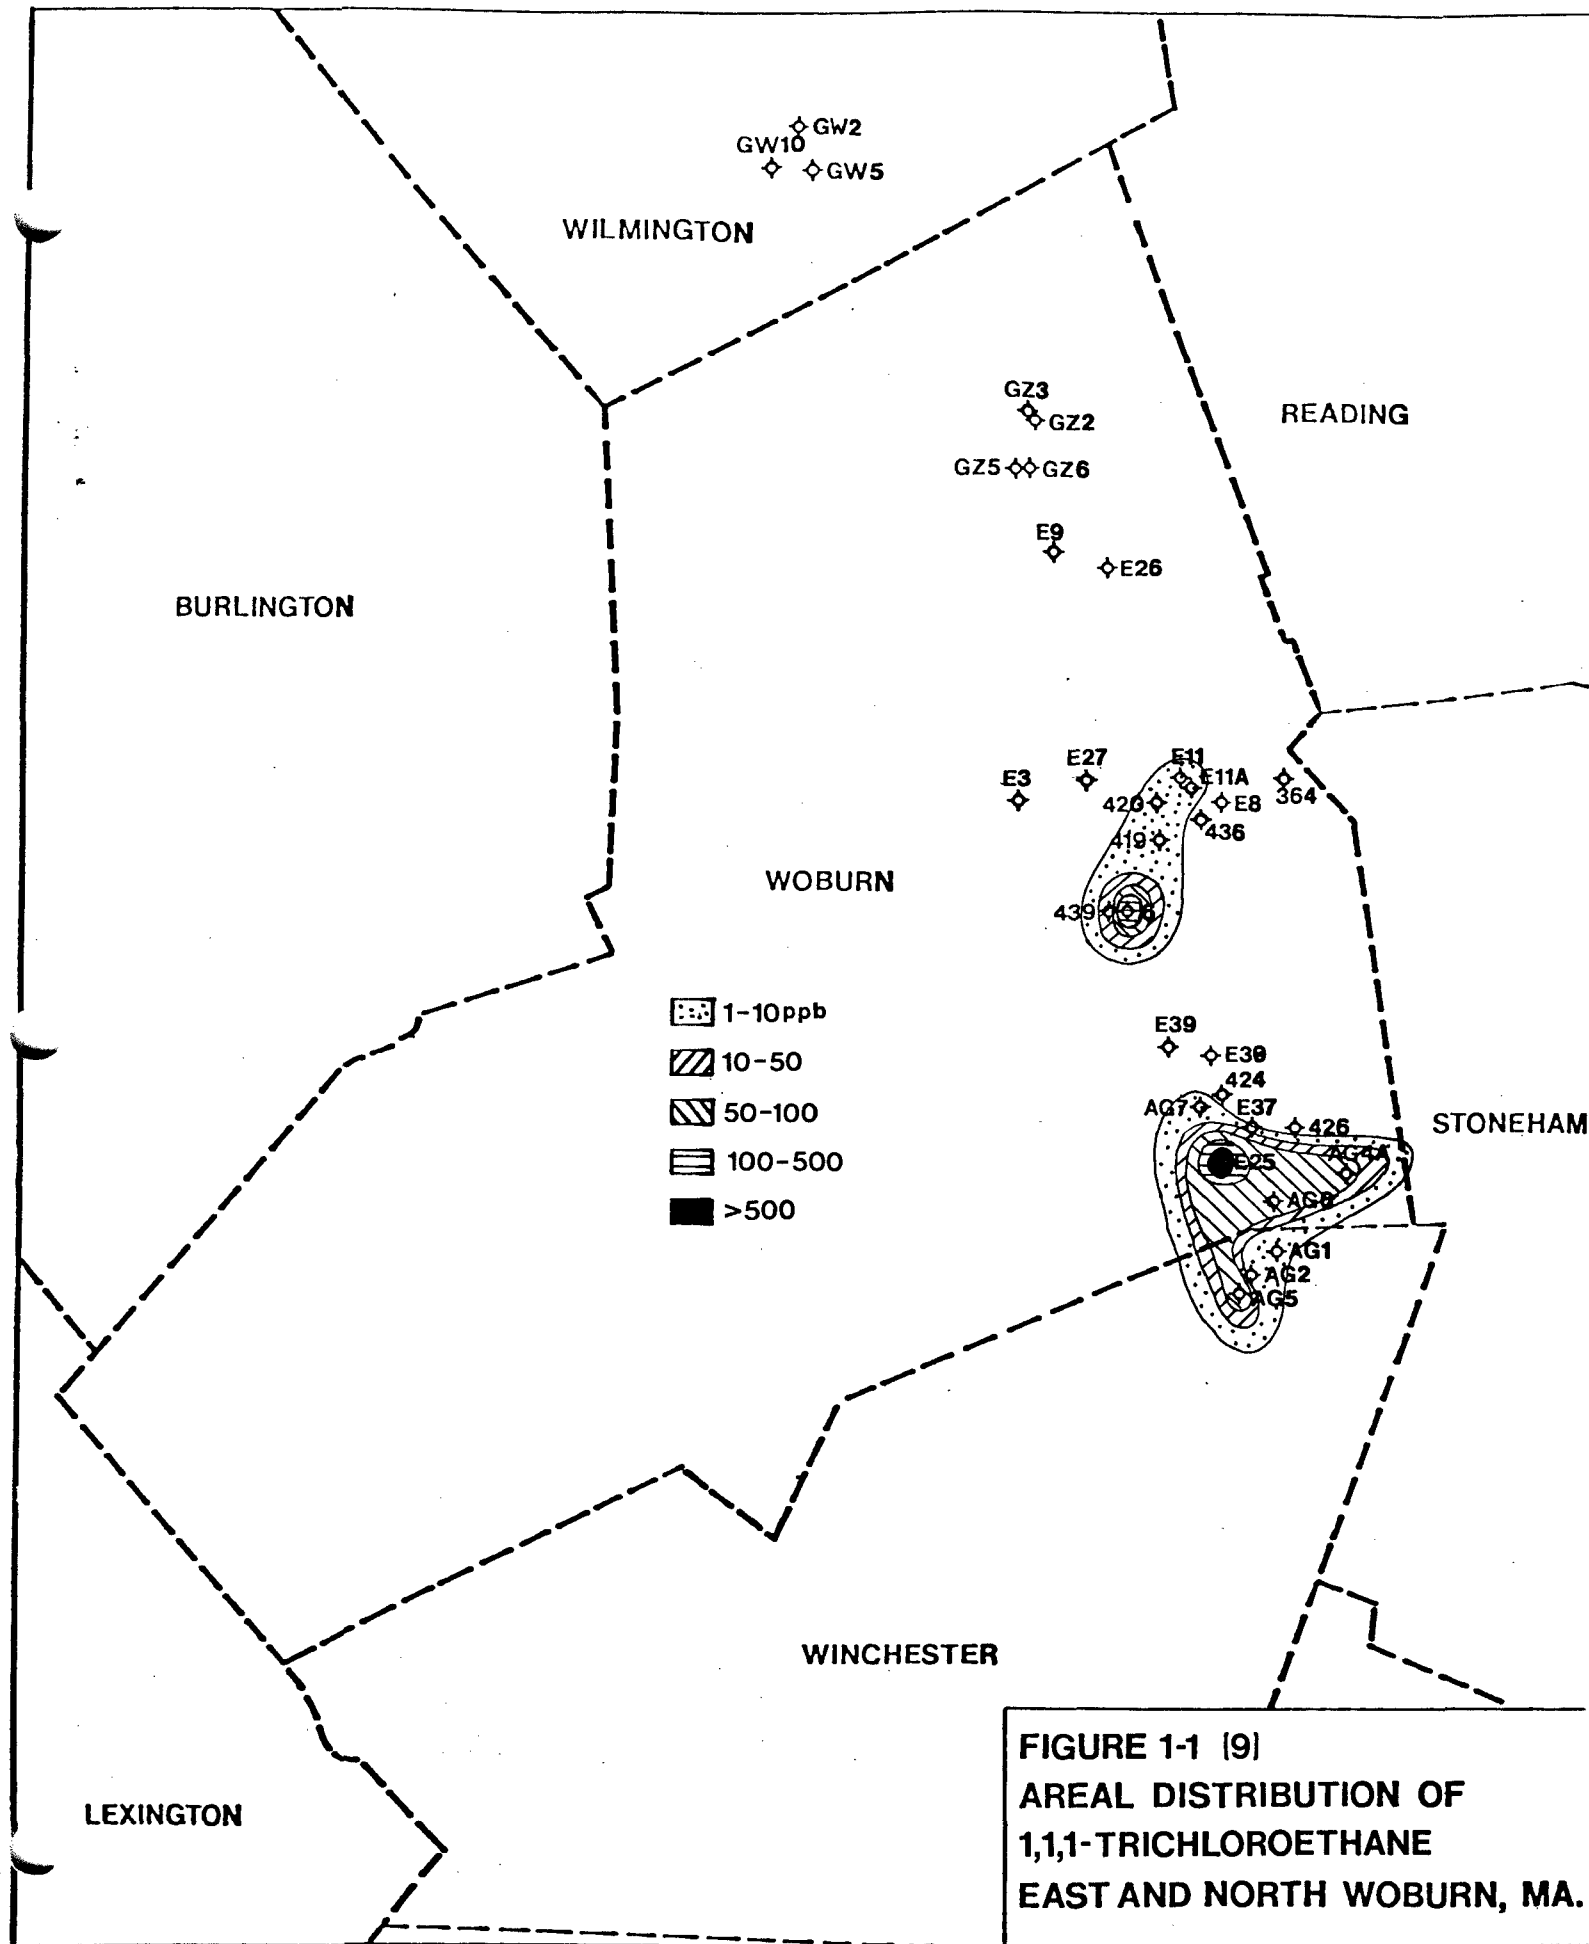 GW2
GW10
GW5
WILMINGTON
GZ3
GZ2
READING
GZ5 GZ6
E9
E26
BURLINGTON
E27 E11
E3 E11A
420 E8 364
436
419
WOBURN
439
1-10ppb
10-50
50-100
100-500
>500
E39
424
AG7 E37
426
STONEHAM
AG4A
E25
AG1
AG2
AG5
WINCHESTER
LEXINGTON
FIGURE 1-1 (9)
AREAL DISTRIBUTION OF
1,1,1-TRICHLOROETHANE
EAST AND NORTH WOBURN, MA.